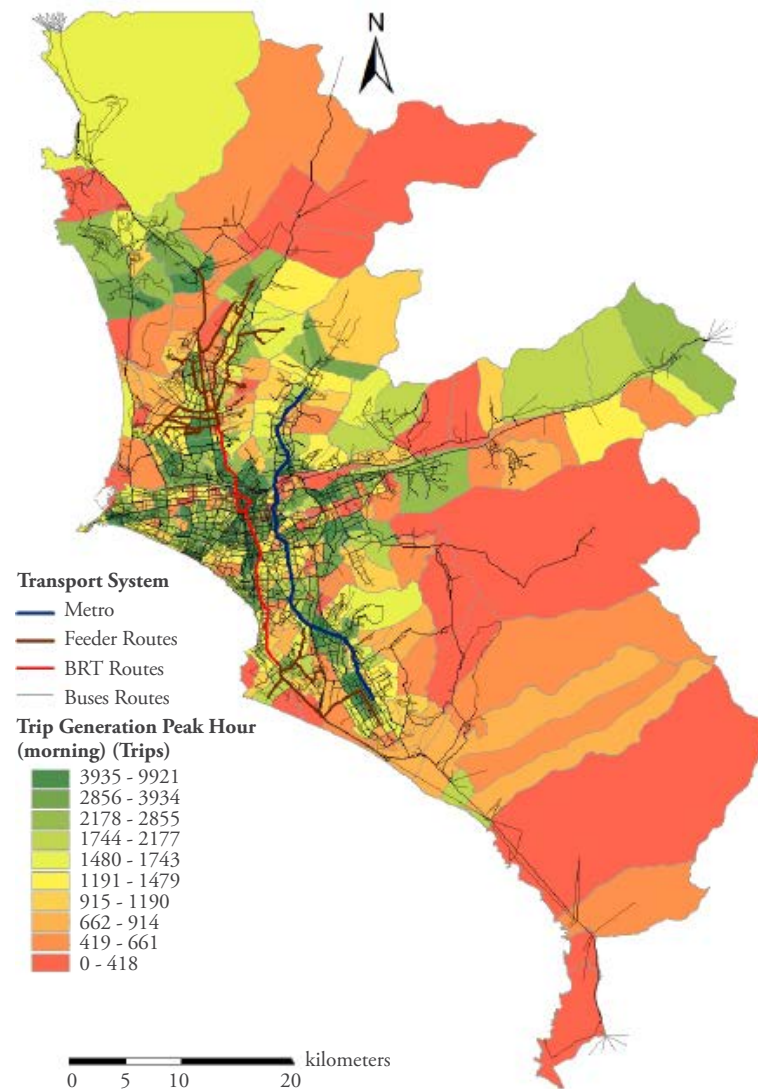 N
Transport System
Metro
Feeder Routes
BRT Routes
Buses Routes
Trip Generation Peak Hour
(morning) (Trips)
3935 - 9921
2856 - 3934
2178 - 2855
1744 - 2177
1480 - 1743
1191 - 1479
915 - 1190
662 - 914
419 - 661
0 - 418
kilometers
0 5 10 20